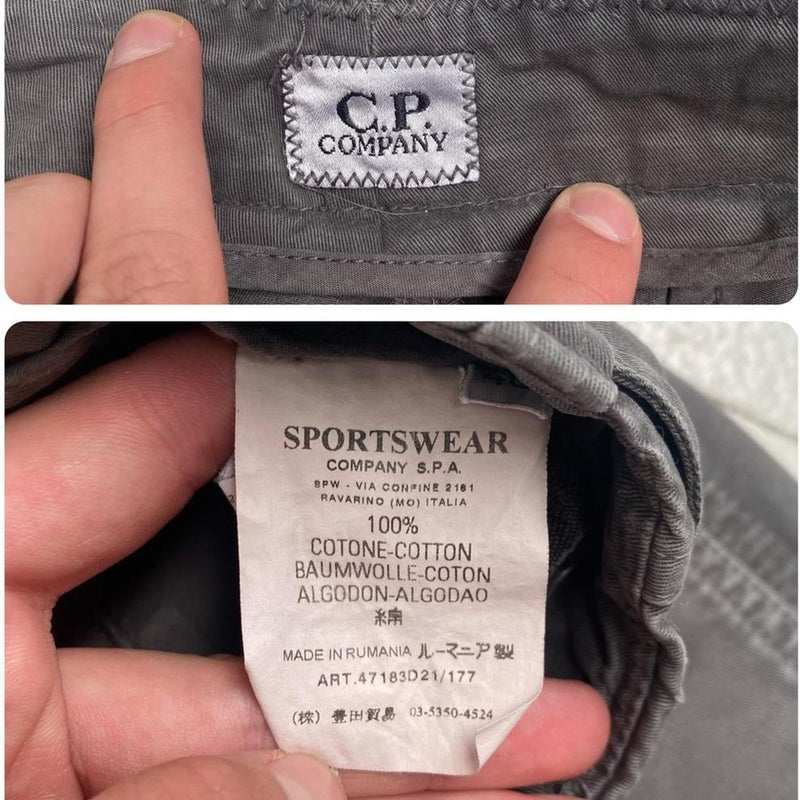 C.P.
COMPANY
SPORTSWEAR
COMPANY S.P.A.
SPW - VIA CONFINE 2161
RAVARINO (MO) ITALIA
100%
COTONE-COTTON
BAUMWOLLE-COTON
ALGODON-ALGODAO
綿
MADE IN RUMANIA ルーマニア製
ART.47183D21/177
(株) 豊田貿易 03-5350-4524